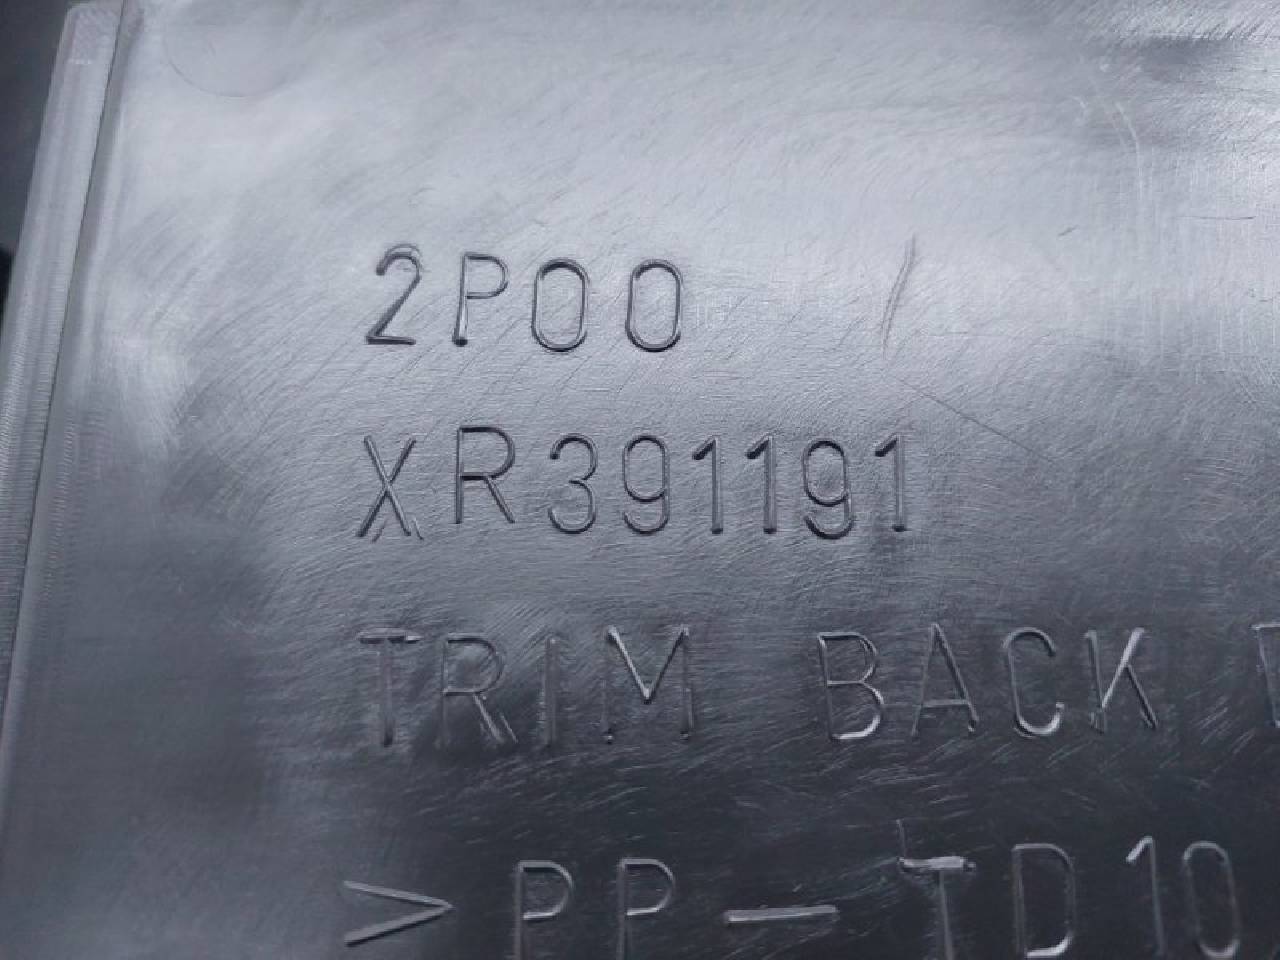 2P00
XR391191
TRIM BACK
>PP-TD10